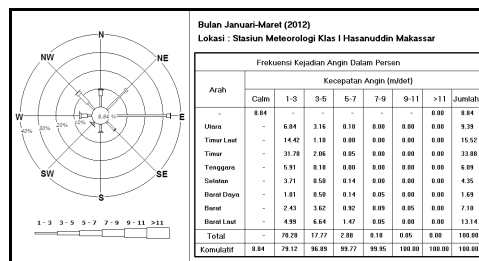 Bulan Januari-Maret (2012)
Lokasi : Stasiun Meteorologi Klas I Hasanuddin Makassar
N
NW
NE
W
E
SW
SE
S
40%
30%
20%
10%
8.84 %
1 - 3 3 - 5 5 - 7 7 - 9 9 - 11 >11
Frekuensi Kejadian Angin Dalam Persen
Arah
Kecepatan Angin (m/det)
Calm 1-3 3-5 5-7 7-9 9-11 >11 Jumlah
- 8.84 0.00 8.84
Utara - 6.04 3.16 0.18 0.00 0.00 0.00 9.39
Timur Laut - 14.42 1.10 0.00 0.00 0.00 0.00 15.52
Timur - 31.78 2.06 0.05 0.00 0.00 0.00 33.88
Tenggara - 5.91 0.18 0.00 0.00 0.00 0.00 6.09
Selatan - 3.71 0.50 0.14 0.00 0.00 0.00 4.35
Barat Daya - 1.01 0.50 0.14 0.05 0.00 0.00 1.69
Barat - 2.43 3.62 0.92 0.09 0.05 0.00 7.10
Barat Laut - 4.99 6.64 1.47 0.05 0.00 0.00 13.14
Total - 70.28 17.77 2.88 0.18 0.05 0.00 100.00
Komulatif 8.84 79.12 96.89 99.77 99.95 100.00 100.00 100.00